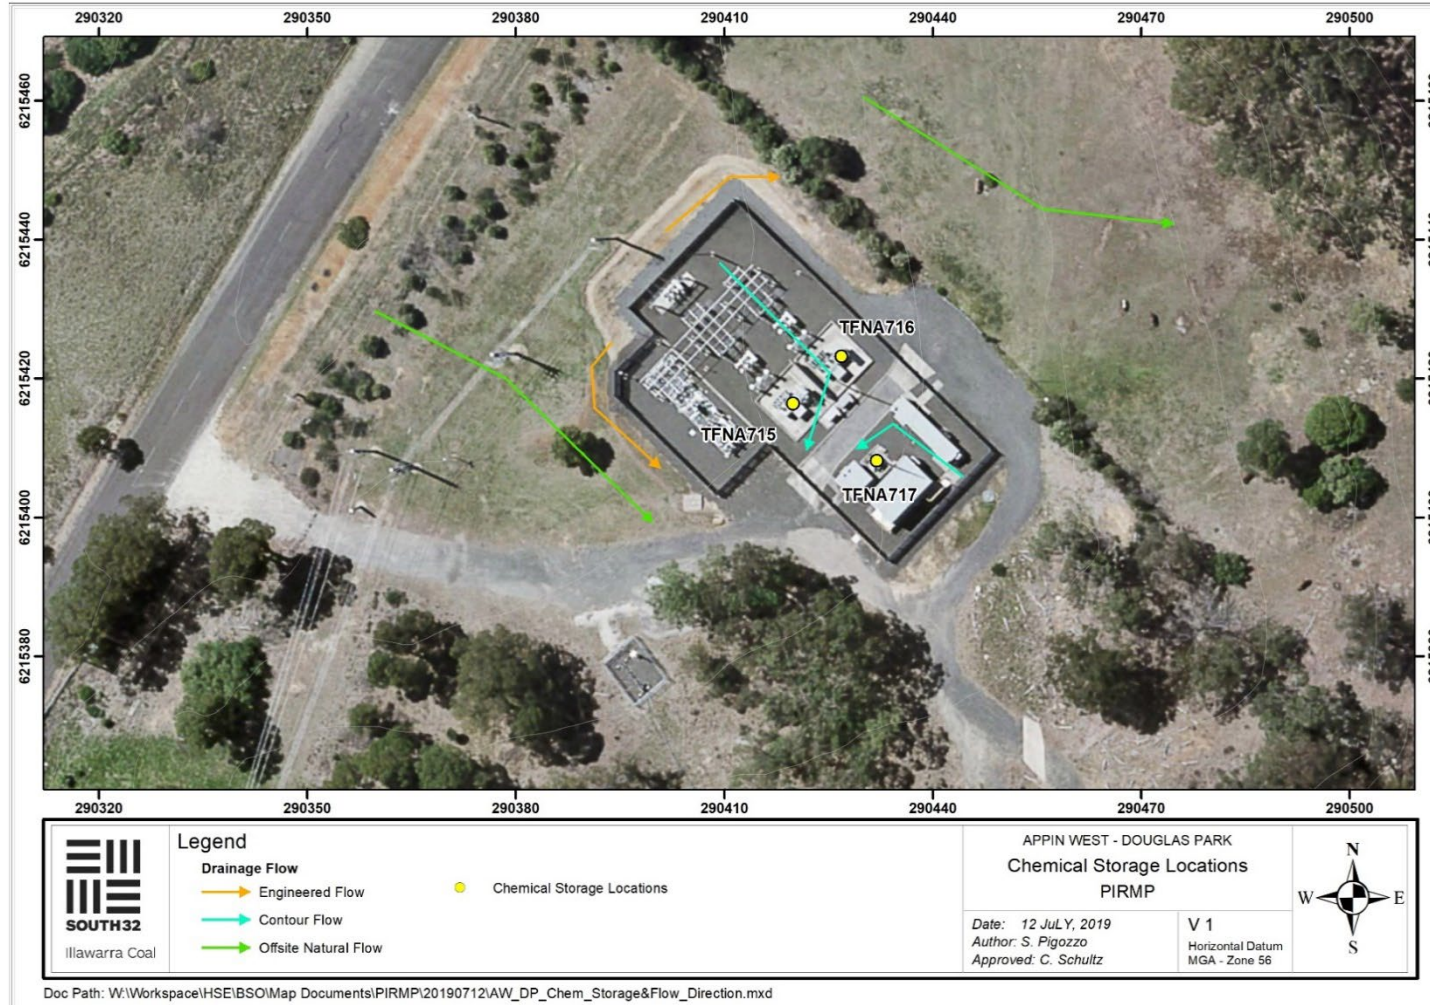 290320 290350 290380 290410 290440 290470 290500
6215460
6215440
6215420
6215400
6215380
TFNA716
TFNA715
TFNA717
290320 290350 290380 290410 290440 290470 290500
SOUTH32
Illawarra Coal
Legend
Drainage Flow
Engineered Flow
Contour Flow
Offsite Natural Flow
Chemical Storage Locations
APPIN WEST - DOUGLAS PARK
Chemical Storage Locations
PIRMP
Date: 12 JuLY, 2019
Author: S. Pigozzo
Approved: C. Schultz
V 1
Horizontal Datum
MGA - Zone 56
N
W E
S
Doc Path: W:\Workspace\HSE\BSO\Map Documents\PIRMP\20190712\AW_DP_Chem_Storage&Flow_Direction.mxd